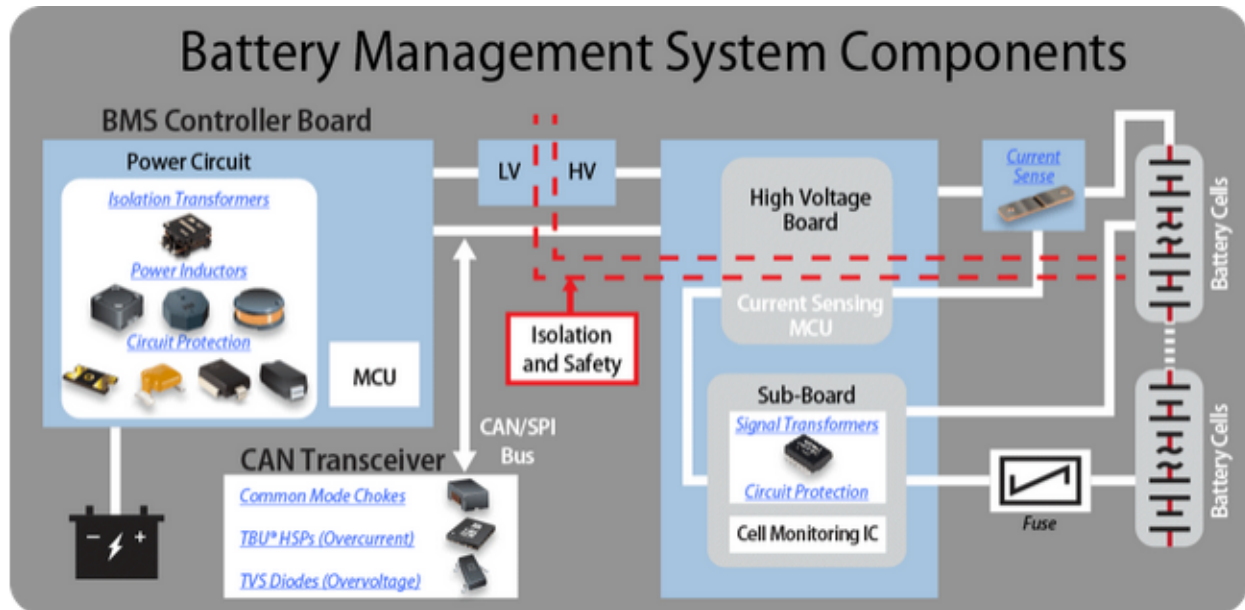 Battery Management System Components
BMS Controller Board
Power Circuit
Isolation Transformers
Power Inductors
Circuit Protection
MCU
LV
HV
High Voltage
Board
Current Sensing
MCU
Current
Sense
Battery Cells
Isolation
and Safety
CAN/SPI
Bus
Sub-Board
Signal Transformers
Circuit Protection
Cell Monitoring IC
Fuse
Battery Cells
CAN Transceiver
Common Mode Chokes
TBU® HSPs (Overcurrent)
TVS Diodes (Overvoltage)
- +